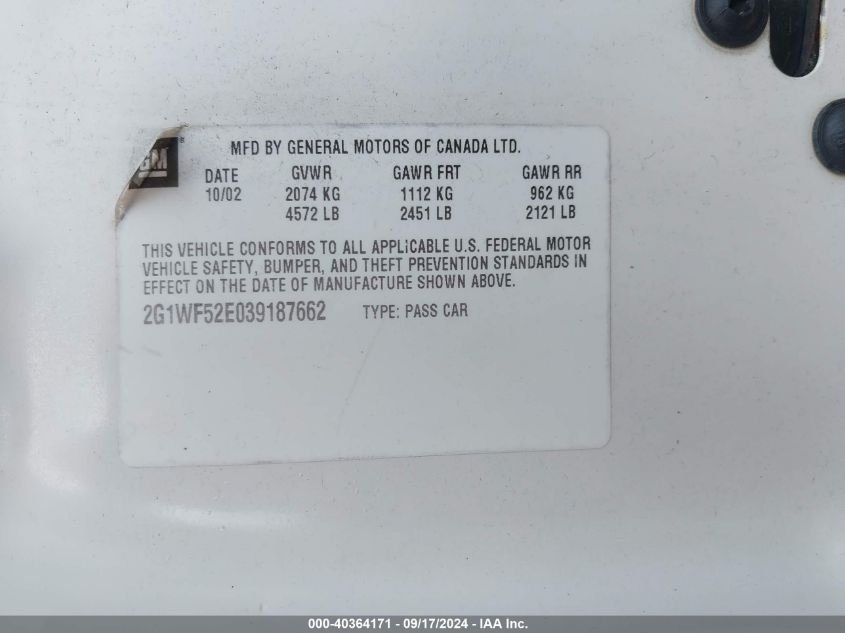 GM
MFD BY GENERAL MOTORS OF CANADA LTD.
DATE GVWR GAWR FRT GAWR RR
10/02 2074 KG 1112 KG 962 KG
4572 LB 2451 LB 2121 LB
THIS VEHICLE CONFORMS TO ALL APPLICABLE U.S. FEDERAL MOTOR
VEHICLE SAFETY, BUMPER, AND THEFT PREVENTION STANDARDS IN
EFFECT ON THE DATE OF MANUFACTURE SHOWN ABOVE.
2G1WF52E039187662 TYPE: PASS CAR
000-40364171 - 09/17/2024 - IAA Inc.